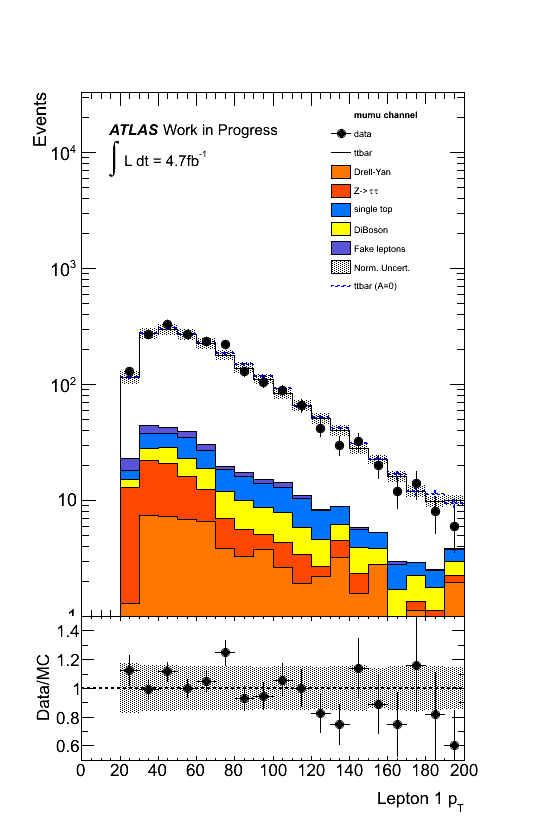 Events
10⁴
10³
10²
10
1
ATLAS Work in Progress
∫ L dt = 4.7fb⁻¹
mumu channel
data
ttbar
Drell-Yan
Z->ττ
single top
DiBoson
Fake leptons
Norm. Uncert.
ttbar (A=0)
Data/MC
1.4
1.2
1
0.8
0.6
0 20 40 60 80 100 120 140 160 180 200
Lepton 1 p_T